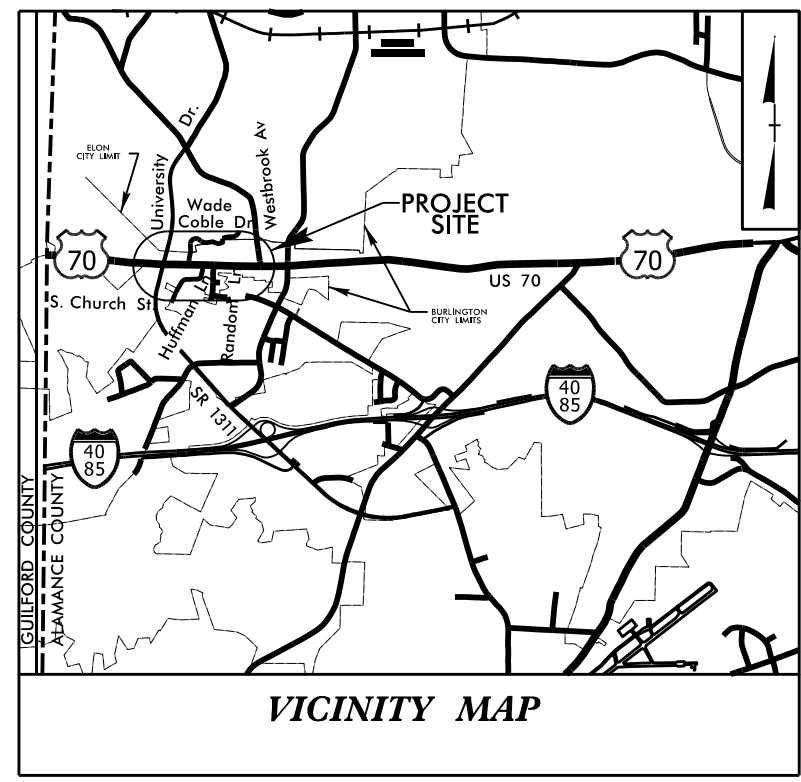 Dr.
ELON
CITY LIMIT
University
Westbrook Av
Wade
Coble Dr
PROJECT
SITE
70
70
US 70
S. Church St.
BURLINGTON
CITY LIMITS
Huffman Ln
Random L
SR 1311
40
85
40
85
GUILFORD COUNTY
ALAMANCE COUNTY
VICINITY MAP